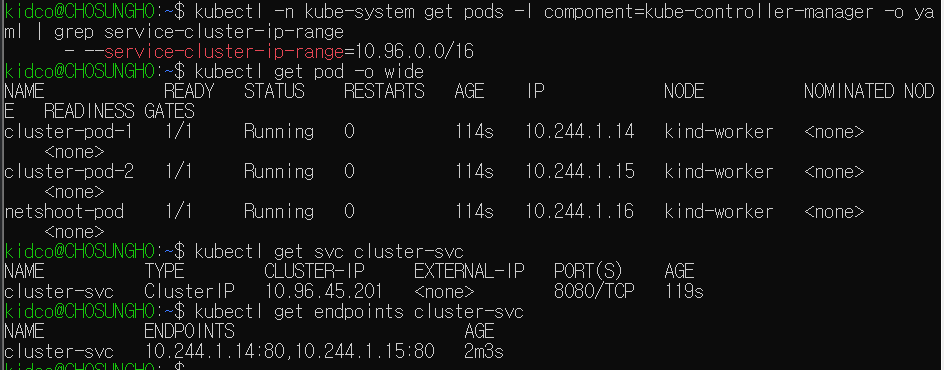 kidco@CHOSUNGHO:~$ kubectl -n kube-system get pods -l component=kube-controller-manager -o ya
ml | grep service-cluster-ip-range
- --service-cluster-ip-range=10.96.0.0/16
kidco@CHOSUNGHO:~$ kubectl get pod -o wide
NAME READY STATUS RESTARTS AGE IP NODE NOMINATED NOD
E READINESS GATES
cluster-pod-1 1/1 Running 0 114s 10.244.1.14 kind-worker <none>
<none>
cluster-pod-2 1/1 Running 0 114s 10.244.1.15 kind-worker <none>
<none>
netshoot-pod 1/1 Running 0 114s 10.244.1.16 kind-worker <none>
<none>
kidco@CHOSUNGHO:~$ kubectl get svc cluster-svc
NAME TYPE CLUSTER-IP EXTERNAL-IP PORT(S) AGE
cluster-svc ClusterIP 10.96.45.201 <none> 8080/TCP 119s
kidco@CHOSUNGHO:~$ kubectl get endpoints cluster-svc
NAME ENDPOINTS AGE
cluster-svc 10.244.1.14:80,10.244.1.15:80 2m3s
kidco@CHOSUNGHO:~$